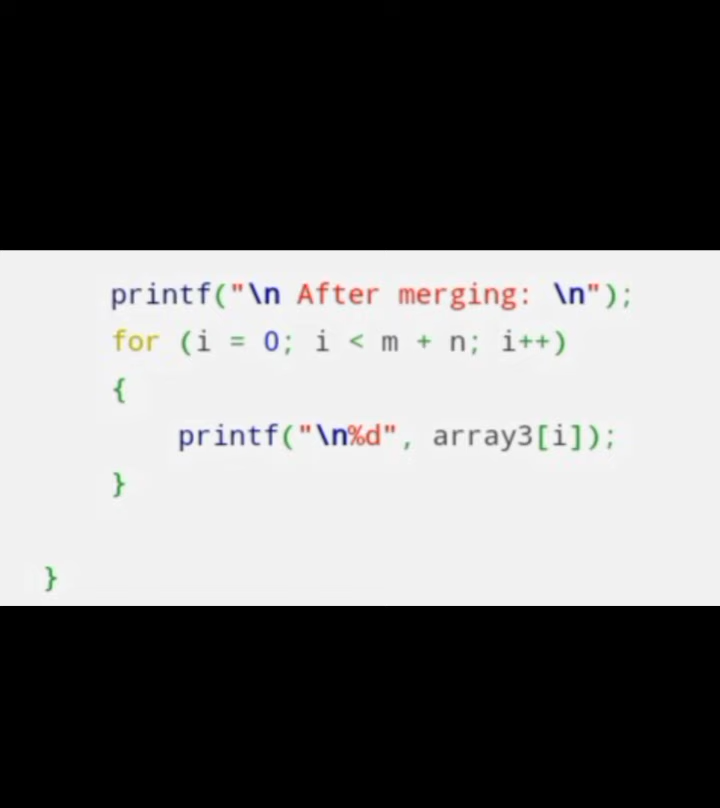 printf("\n After merging: \n");
for (i = 0; i < m + n; i++)
{
printf("\n%d", array3[i]);
}
}